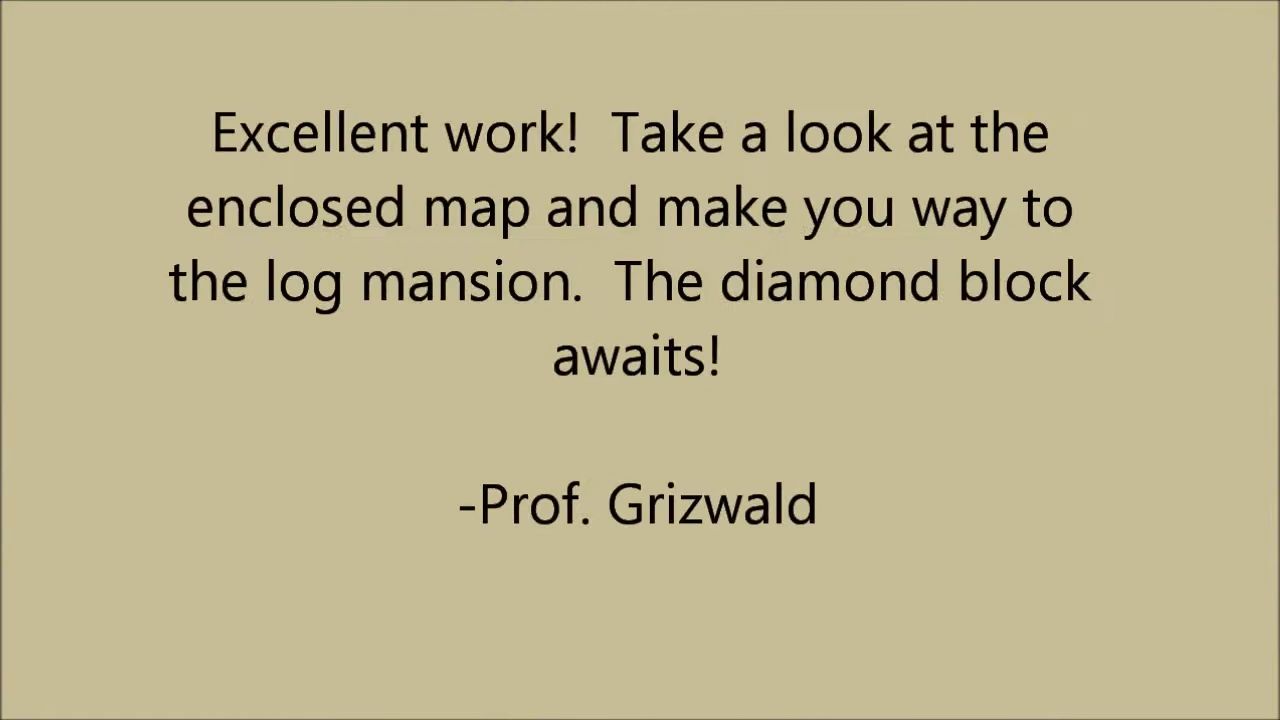 Excellent work!  Take a look at the
enclosed map and make you way to
the log mansion.  The diamond block
awaits!
-Prof. Grizwald